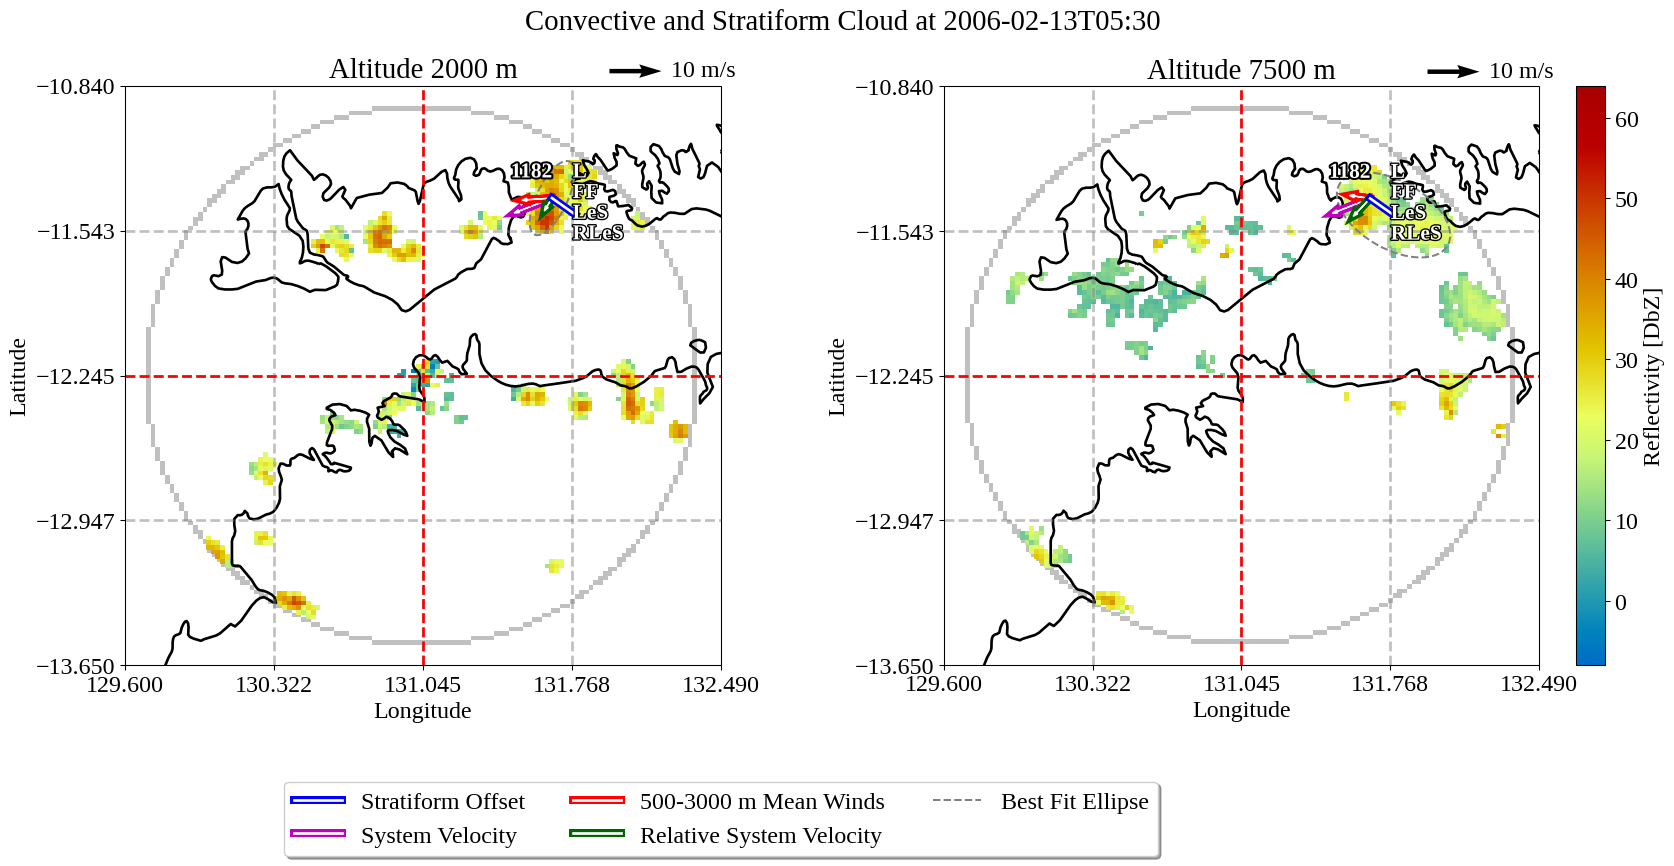 Convective and Stratiform Cloud at 2006-02-13T05:30
Altitude 2000 m
10 m/s
−10.840
−11.543
−12.245
−12.947
−13.650
Latitude
129.600
130.322
131.045
131.768
132.490
Longitude
1182
L
FF
LeS
RLeS
Altitude 7500 m
10 m/s
−10.840
−11.543
−12.245
−12.947
−13.650
Latitude
129.600
130.322
131.045
131.768
132.490
Longitude
1182
L
FF
LeS
RLeS
60
50
40
30
20
10
0
Reflectivity [DbZ]
Stratiform Offset
System Velocity
500-3000 m Mean Winds
Relative System Velocity
Best Fit Ellipse